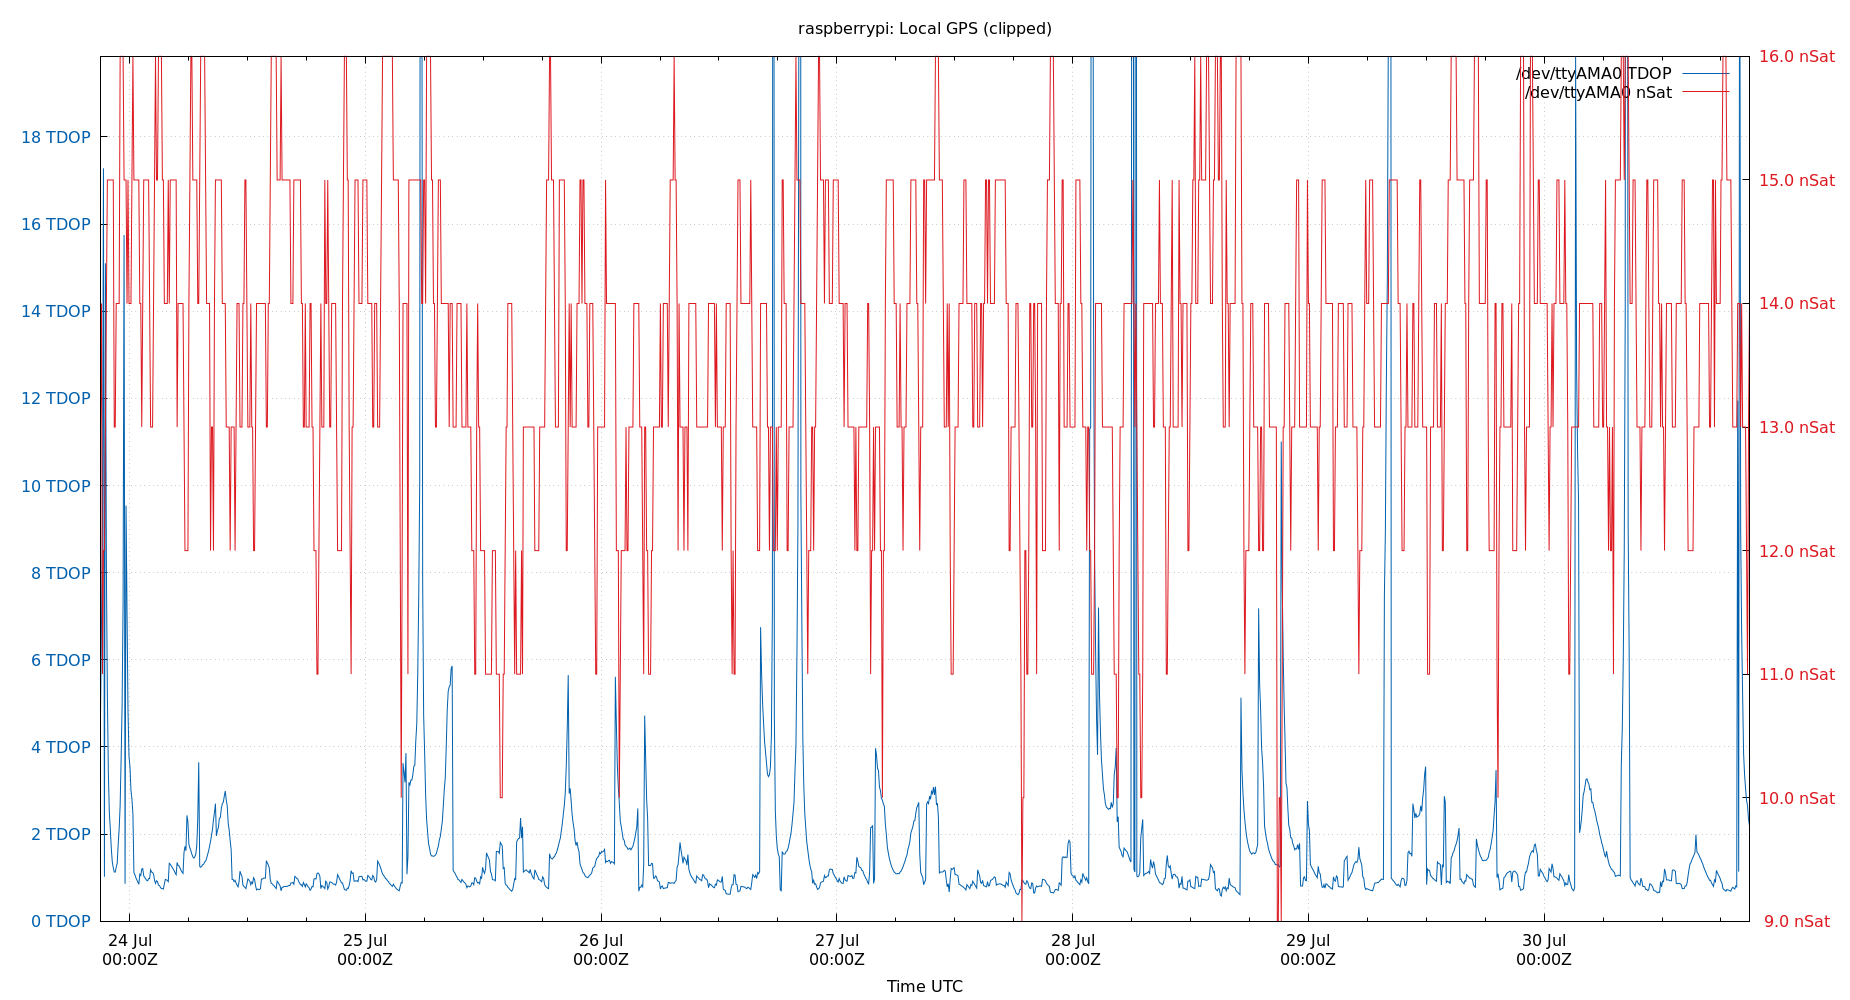 raspberrypi: Local GPS (clipped)
/dev/ttyAMA0 TDOP
/dev/ttyAMA0 nSat
18 TDOP
16 TDOP
14 TDOP
12 TDOP
10 TDOP
8 TDOP
6 TDOP
4 TDOP
2 TDOP
0 TDOP
16.0 nSat
15.0 nSat
14.0 nSat
13.0 nSat
12.0 nSat
11.0 nSat
10.0 nSat
9.0 nSat
24 Jul
00:00Z
25 Jul
00:00Z
26 Jul
00:00Z
27 Jul
00:00Z
28 Jul
00:00Z
29 Jul
00:00Z
30 Jul
00:00Z
Time UTC